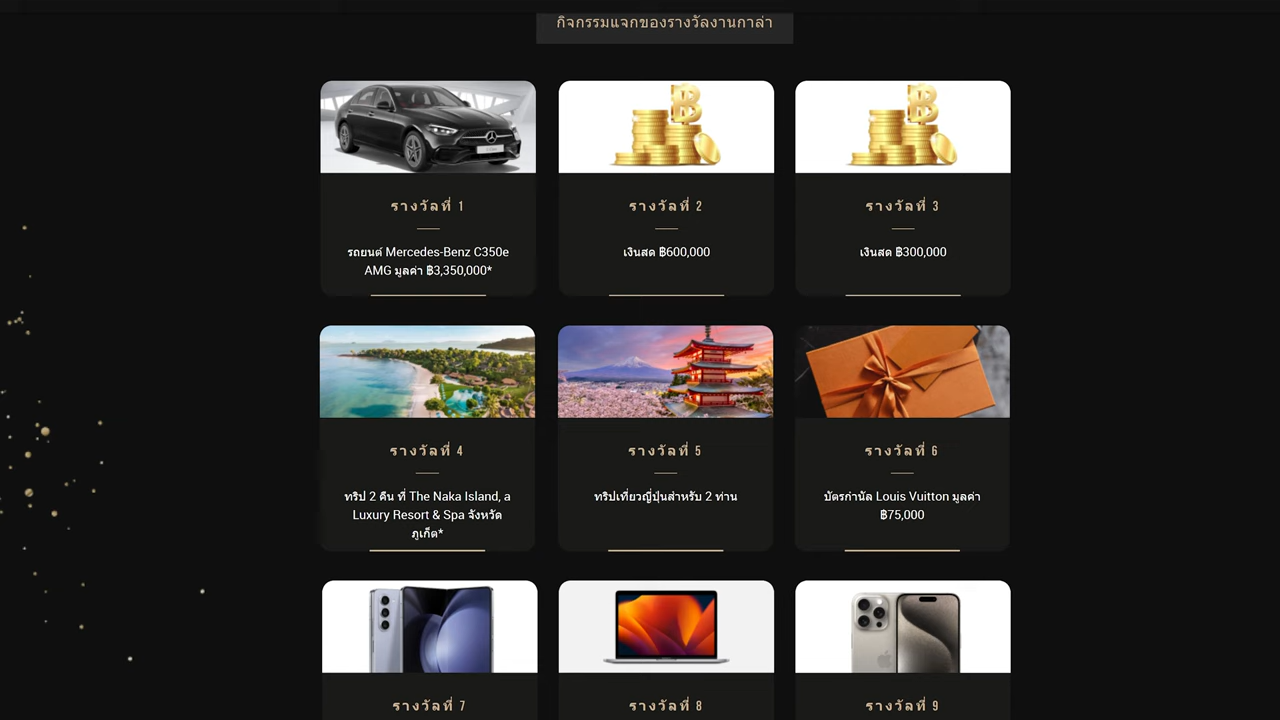 กิจกรรมแจกของรางวัลงานกาล่า
รางวัลที่ 1
รถยนต์ Mercedes-Benz C350e
AMG มูลค่า ฿3,350,000*
รางวัลที่ 2
เงินสด ฿600,000
รางวัลที่ 3
เงินสด ฿300,000
รางวัลที่ 4
ทริป 2 คืน ที่ The Naka Island, a
Luxury Resort & Spa จังหวัด
ภูเก็ต*
รางวัลที่ 5
ทริปเที่ยวญี่ปุ่นสำหรับ 2 ท่าน
รางวัลที่ 6
บัตรกำนัล Louis Vuitton มูลค่า
฿75,000
รางวัลที่ 7
รางวัลที่ 8
รางวัลที่ 9